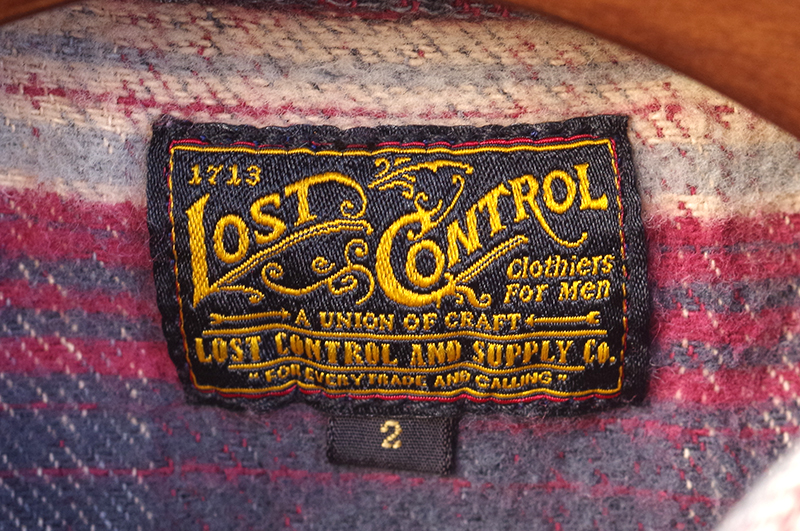 1713
LOST CONTROL
Clothiers
For Men
A UNION OF CRAFT
LOST CONTROL AND SUPPLY CO.
"FOR EVERY TRADE AND CALLING"
2